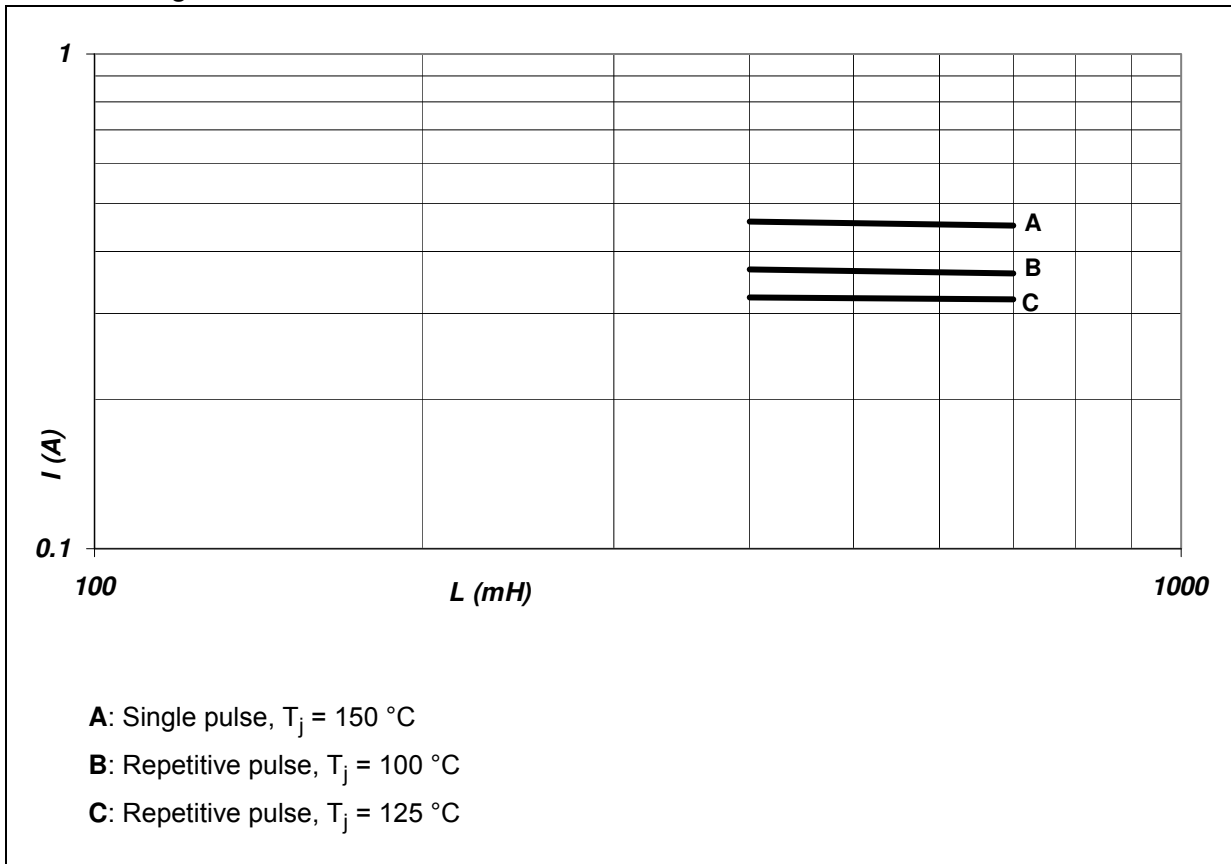 1
A
B
C
I (A)
0.1
100
L (mH)
1000
A: Single pulse, Tj = 150 °C
B: Repetitive pulse, Tj = 100 °C
C: Repetitive pulse, Tj = 125 °C